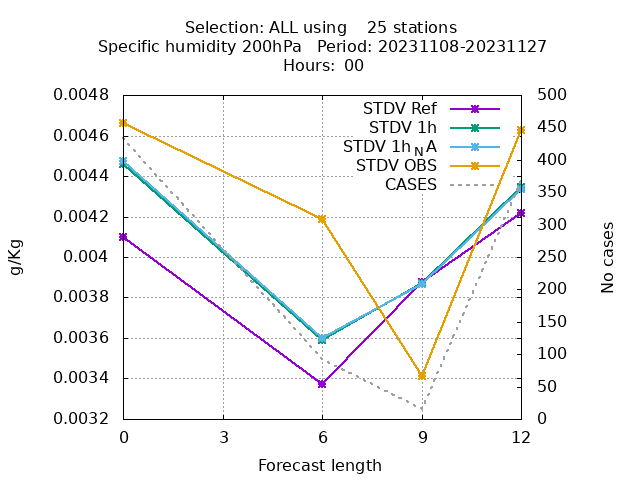 Selection: ALL using    25 stations
Specific humidity 200hPa   Period: 20231108-20231127
Hours:  00
STDV Ref
STDV 1h
STDV 1h_NA
STDV OBS
CASES
0.0048
0.0046
0.0044
0.0042
0.004
0.0038
0.0036
0.0034
0.0032
g/Kg
500
450
400
350
300
250
200
150
100
50
0
No cases
0 3 6 9 12
Forecast length